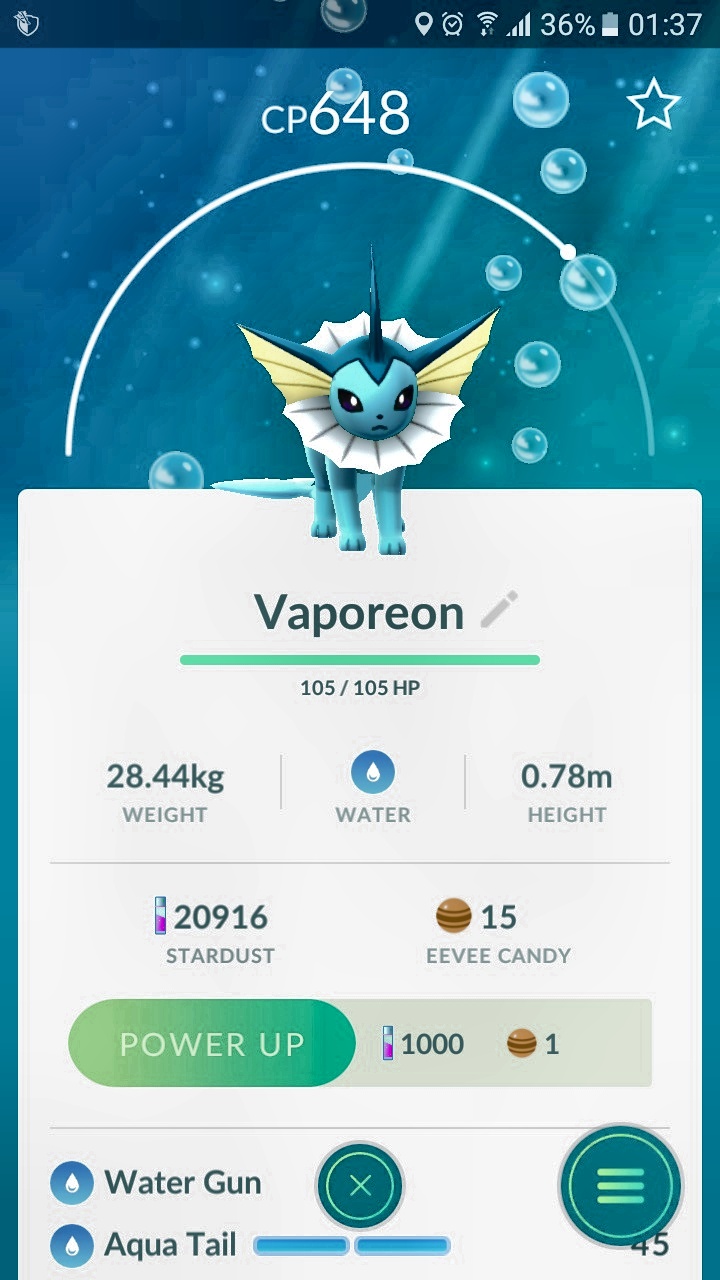 36% 01:37
CP648
Vaporeon
105 / 105 HP
28.44kg
WEIGHT
WATER
0.78m
HEIGHT
20916
STARDUST
15
EEVEE CANDY
POWER UP 1000 1
Water Gun
Aqua Tail 45